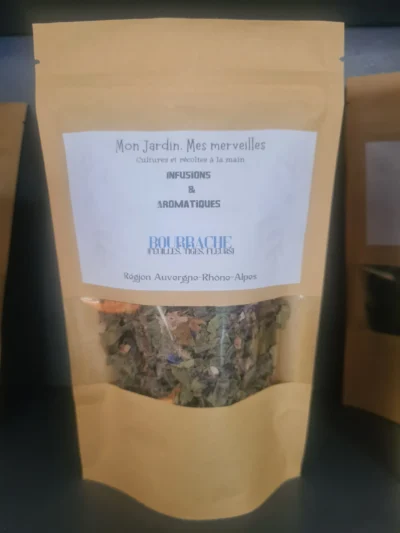 Mon Jardin. Mes merveilles
Cultures et récoltes à la main
INFUSIONS
&
AROMATIQUES
BOURRACHE
(FEUILLES, TIGES, FLEURS)
Région Auvergne-Rhône-Alpes